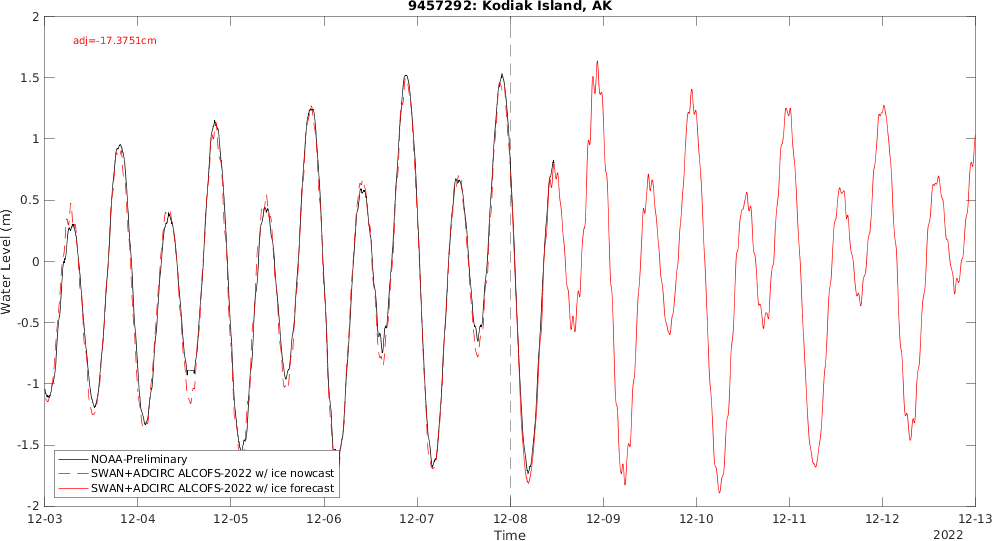 9457292: Kodiak Island, AK
adj=-17.3751cm
2
1.5
1
0.5
0
-0.5
-1
-1.5
-2
Water Level (m)
NOAA-Preliminary
SWAN+ADCIRC ALCOFS-2022 w/ ice nowcast
SWAN+ADCIRC ALCOFS-2022 w/ ice forecast
12-03 12-04 12-05 12-06 12-07 12-08 12-09 12-10 12-11 12-12 12-13
Time
2022